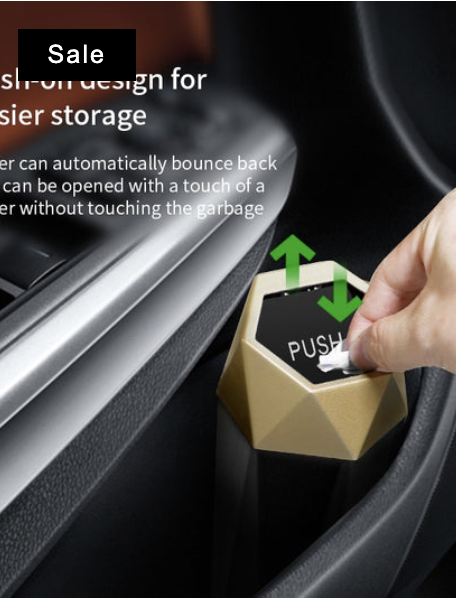 Sale
sh-on design for
sier storage
er can automatically bounce back
can be opened with a touch of a
er without touching the garbage
PUSH